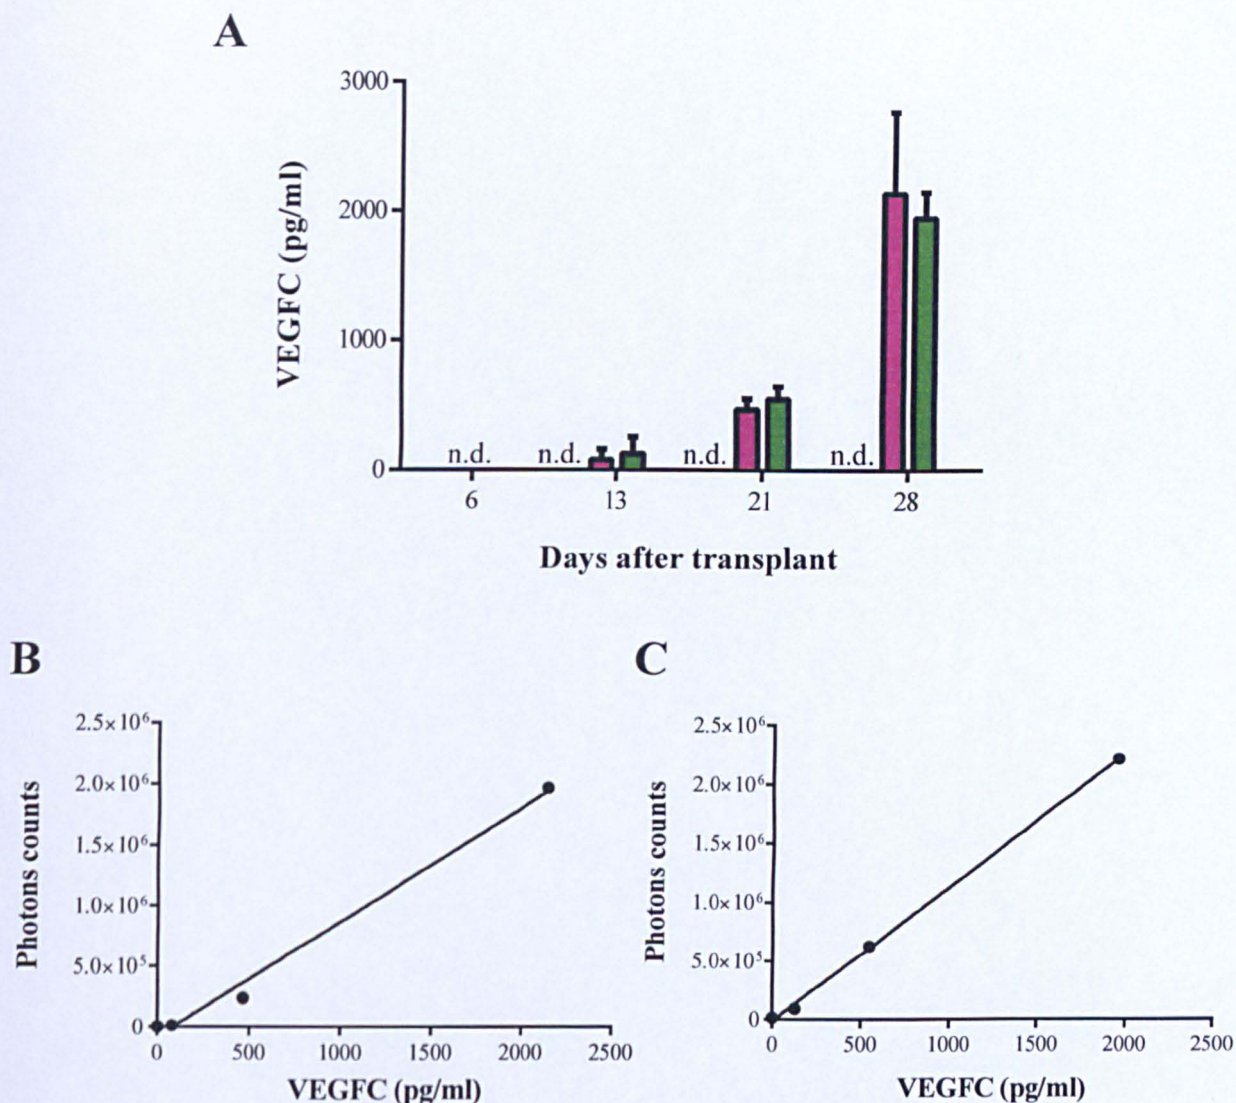 A
3000
2000
1000
0
VEGFC (pg/ml)
n.d. n.d. n.d. n.d.
6 13 21 28
Days after transplant
B
2.5×10⁶
2.0×10⁶
1.5×10⁶
1.0×10⁶
5.0×10⁵
0
Photons counts
0 500 1000 1500 2000 2500
VEGFC (pg/ml)
C
2.5×10⁶
2.0×10⁶
1.5×10⁶
1.0×10⁶
5.0×10⁵
0
Photons counts
0 500 1000 1500 2000 2500
VEGFC (pg/ml)